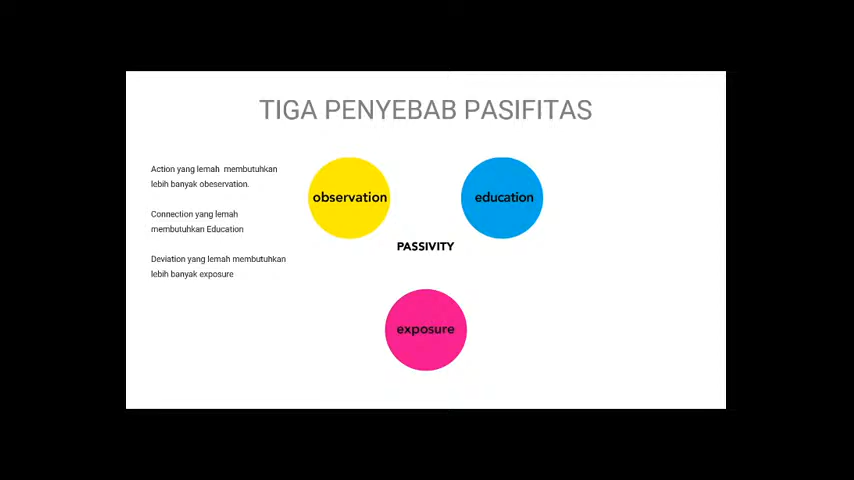 TIGA PENYEBAB PASIFITAS
Action yang lemah  membutuhkan
lebih banyak obeservation.
Connection yang lemah
membutuhkan Education
Deviation yang lemah membutuhkan
lebih banyak exposure
observation
education
PASSIVITY
exposure